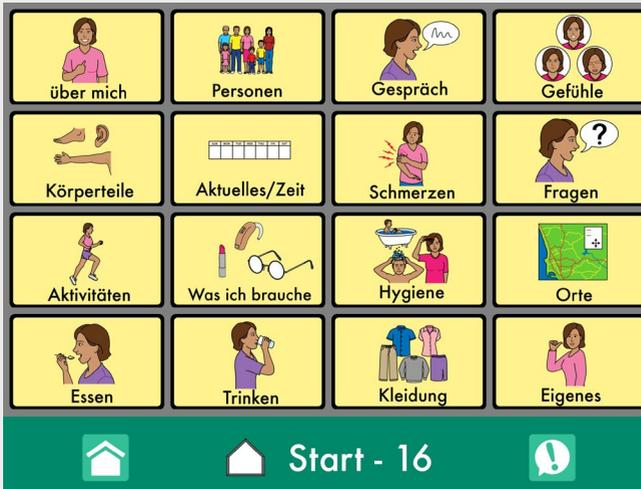 über mich
Personen
Gespräch
Gefühle
Körperteile
Aktuelles/Zeit
Schmerzen
?
Fragen
Aktivitäten
Was ich brauche
Hygiene
Orte
Essen
Trinken
Kleidung
Eigenes
Start - 16
!